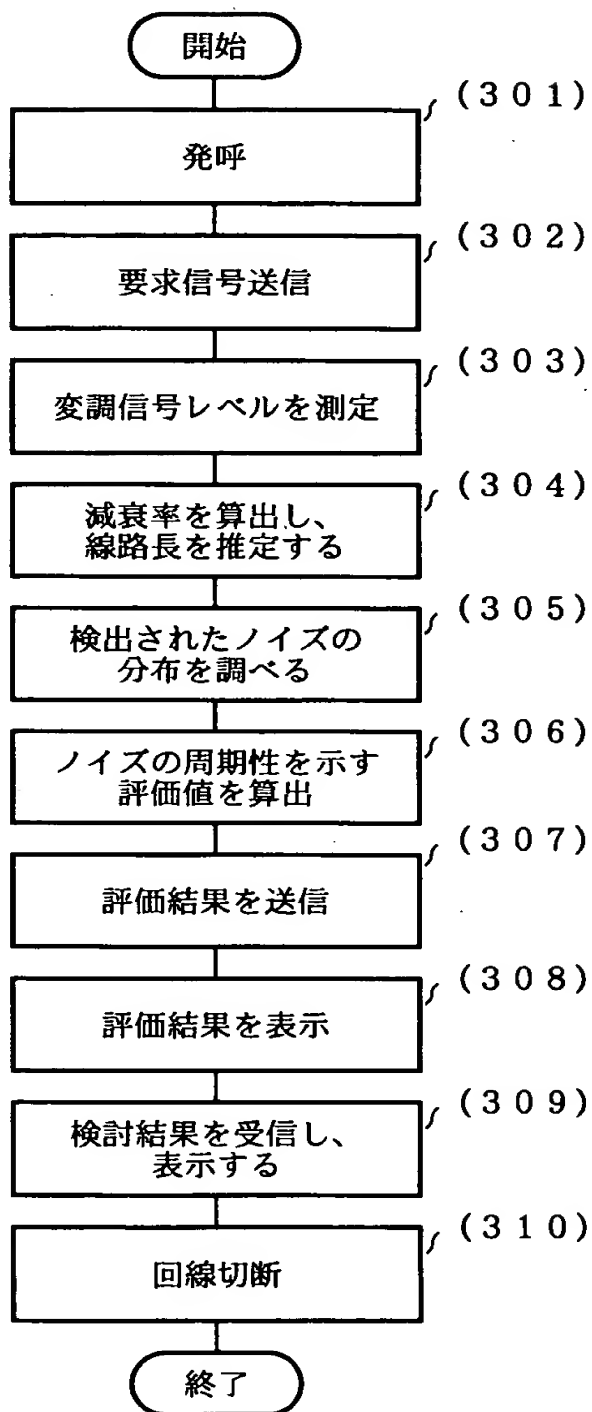 開始
(301)
発呼
(302)
要求信号送信
(303)
変調信号レベルを測定
(304)
減衰率を算出し、
線路長を推定する
(305)
検出されたノイズの
分布を調べる
(306)
ノイズの周期性を示す
評価値を算出
(307)
評価結果を送信
(308)
評価結果を表示
(309)
検討結果を受信し、
表示する
(310)
回線切断
終了